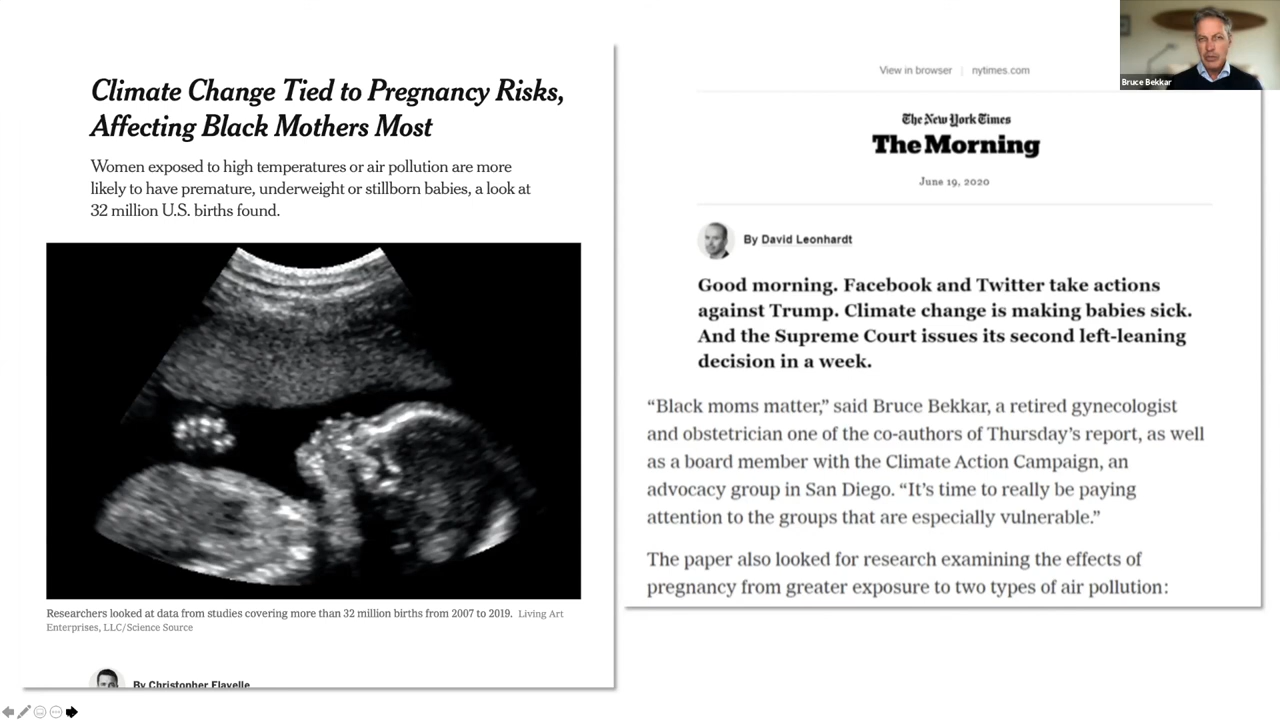 Climate Change Tied to Pregnancy Risks,
Affecting Black Mothers Most
Women exposed to high temperatures or air pollution are more
likely to have premature, underweight or stillborn babies, a look at
32 million U.S. births found.
Researchers looked at data from studies covering more than 32 million births from 2007 to 2019. Living Art
Enterprises, LLC/Science Source
By Christopher Flavelle
View in browser | nytimes.com
The New York Times
The Morning
June 19, 2020
By David Leonhardt
Good morning. Facebook and Twitter take actions
against Trump. Climate change is making babies sick.
And the Supreme Court issues its second left-leaning
decision in a week.
“Black moms matter,” said Bruce Bekkar, a retired gynecologist
and obstetrician one of the co-authors of Thursday’s report, as well
as a board member with the Climate Action Campaign, an
advocacy group in San Diego. “It’s time to really be paying
attention to the groups that are especially vulnerable.”
The paper also looked for research examining the effects of
pregnancy from greater exposure to two types of air pollution:
Bruce Bekkar